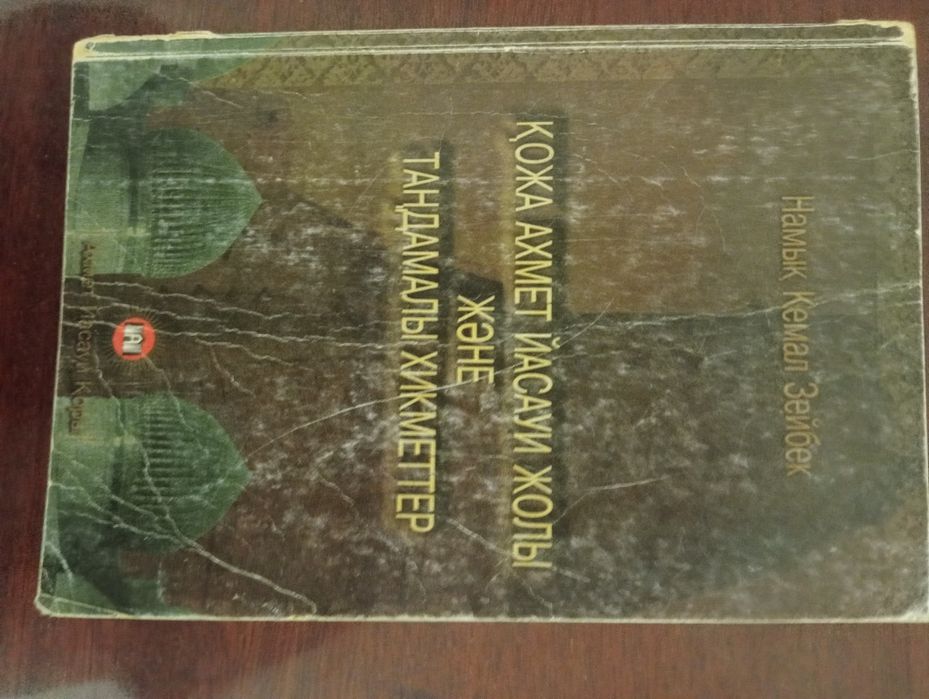 Намық Кемал Зейбек
ҚОЖА АХМЕТ ЙАСАУИ ЖОЛЫ
ЖӘНЕ
ТАҢДАМАЛЫ ХИКМЕТТЕР